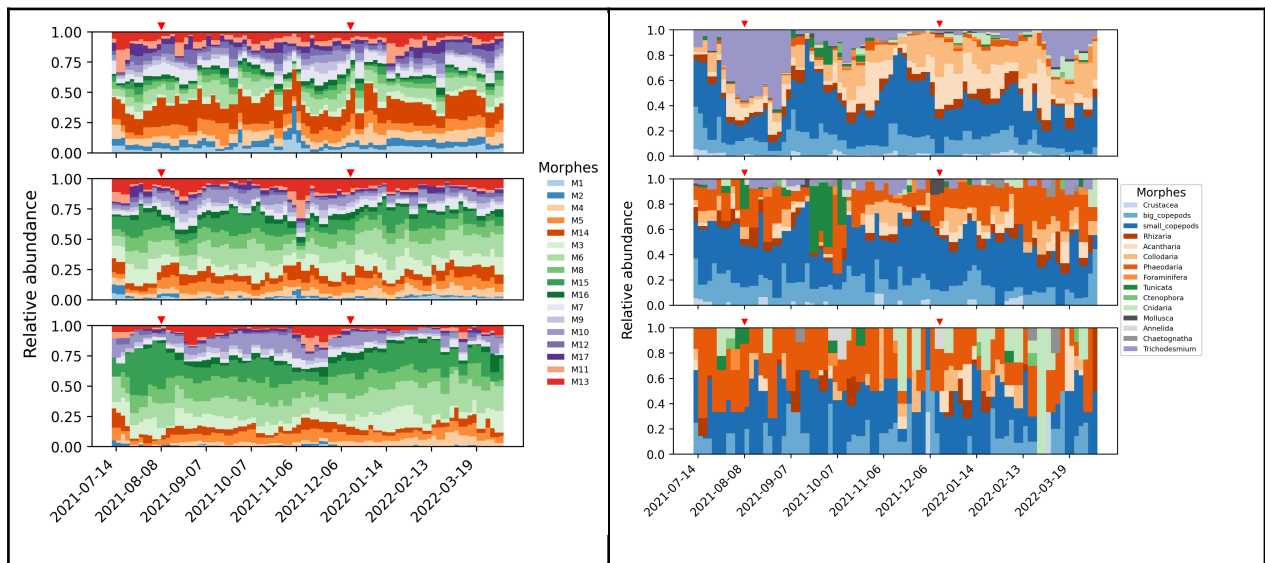 1.00
0.75
0.50
0.25
0.00
1.00
0.75
0.50
0.25
0.00
1.00
0.75
0.50
0.25
0.00
Relative abundance
2021-07-14
2021-08-08
2021-09-07
2021-10-07
2021-11-06
2021-12-06
2022-01-14
2022-02-13
2022-03-19
Morphes
M1
M2
M4
M5
M14
M3
M6
M8
M15
M16
M7
M9
M10
M12
M17
M11
M13
1.0
0.8
0.6
0.4
0.2
0.0
1.0
0.8
0.6
0.4
0.2
0.0
1.0
0.8
0.6
0.4
0.2
0.0
Relative abundance
2021-07-14
2021-08-08
2021-09-07
2021-10-07
2021-11-06
2021-12-06
2022-01-14
2022-02-13
2022-03-19
Morphes
Crustacea
big_copepods
small_copepods
Rhizaria
Acantharia
Collodaria
Phaeodaria
Foraminifera
Tunicata
Ctenophora
Cnidaria
Mollusca
Annelida
Chaetognatha
Trichodesmium